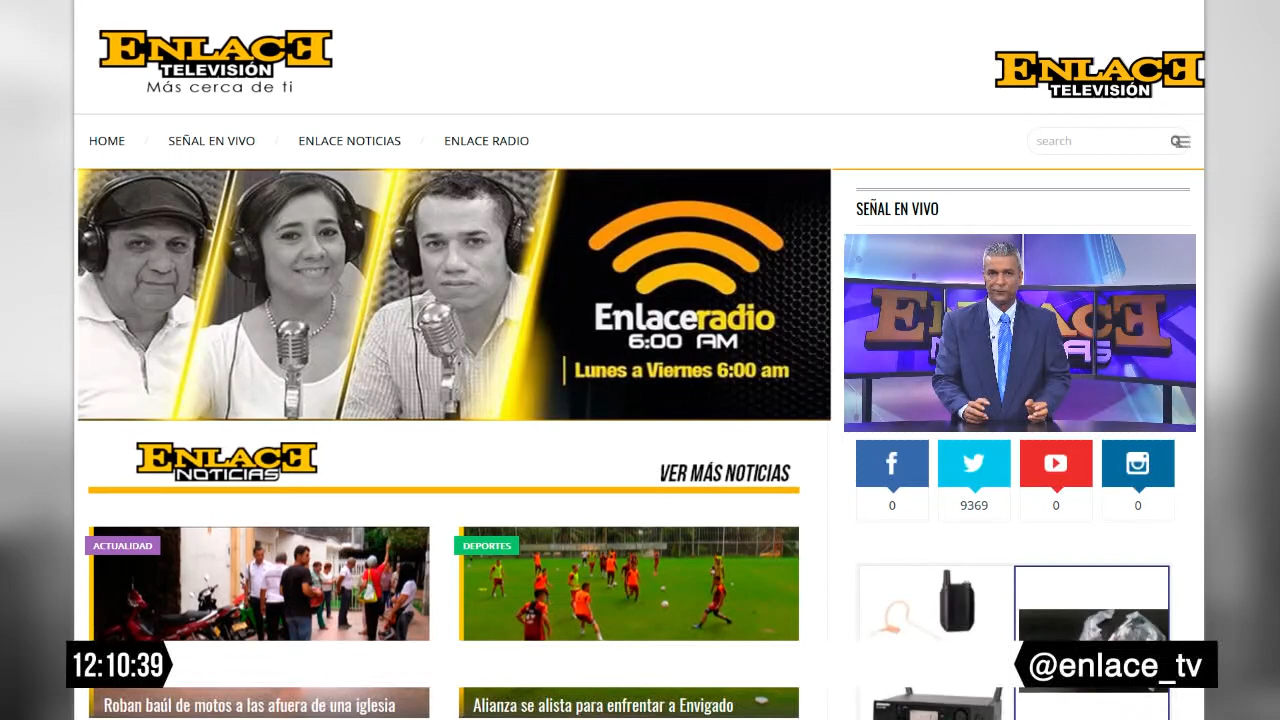 ENLACE
TELEVISIÓN
Más cerca de ti
ENLACE
TELEVISIÓN
HOME / SEÑAL EN VIVO / ENLACE NOTICIAS / ENLACE RADIO
search
SEÑAL EN VIVO
Enlaceradio
6:00 AM
Lunes a Viernes 6:00 am
ENLACE
ENLACE
NOTICIAS
VER MÁS NOTICIAS
0
9369
0
0
ACTUALIDAD
DEPORTES
12:10:39
@enlace_tv
Roban baúl de motos a las afuera de una iglesia
Alianza se alista para enfrentar a Envigado